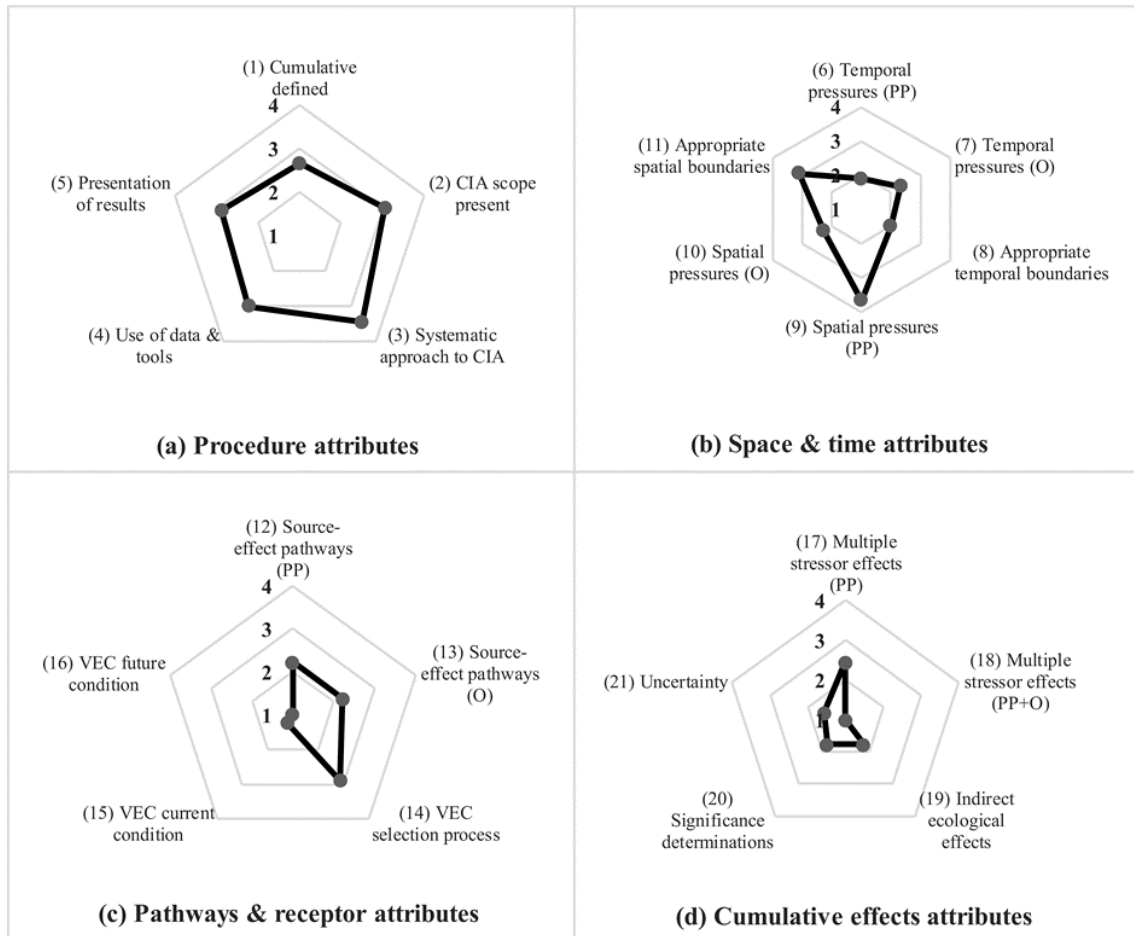 (1) Cumulative
defined
4
3
2
1
(2) CIA scope
present
(3) Systematic
approach to CIA
(4) Use of data &
tools
(5) Presentation
of results
(a) Procedure attributes
(6) Temporal
pressures (PP)
4
3
2
1
(7) Temporal
pressures (O)
(8) Appropriate
temporal boundaries
(9) Spatial pressures
(PP)
(10) Spatial
pressures (O)
(11) Appropriate
spatial boundaries
(b) Space & time attributes
(12) Source-
effect pathways
(PP)
4
3
2
1
(13) Source-
effect pathways
(O)
(14) VEC
selection process
(15) VEC current
condition
(16) VEC future
condition
(c) Pathways & receptor attributes
(17) Multiple
stressor effects
(PP)
4
3
2
1
(18) Multiple
stressor effects
(PP+O)
(19) Indirect
ecological
effects
(20)
Significance
determinations
(21) Uncertainty
(d) Cumulative effects attributes